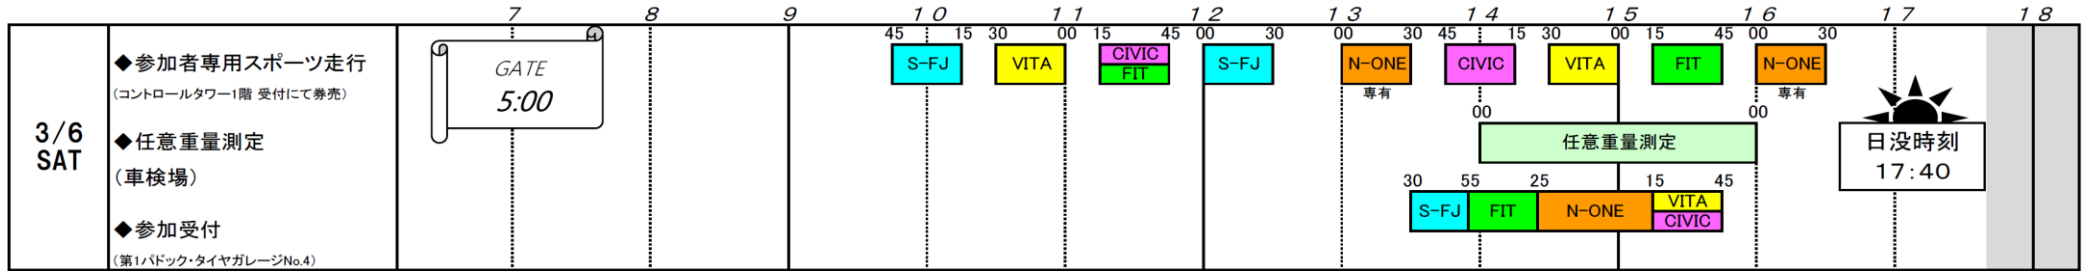 7 8 9 10 11 12 13 14 15 16 17 18
3/6
SAT
◆参加者専用スポーツ走行
(コントロールタワー1階 受付にて券売)
◆任意重量測定
(車検場)
◆参加受付
(第1パドック・タイヤガレージNo.4)
GATE
5:00
45 15 30 00 15 45 00 30 00 30 45 15 30 00 15 45 00 30
S-FJ VITA CIVIC S-FJ N-ONE CIVIC VITA FIT N-ONE
FIT
専有 専有
00 00
任意重量測定
30 55 25 15 45
S-FJ FIT N-ONE VITA
CIVIC
日没時刻
17:40